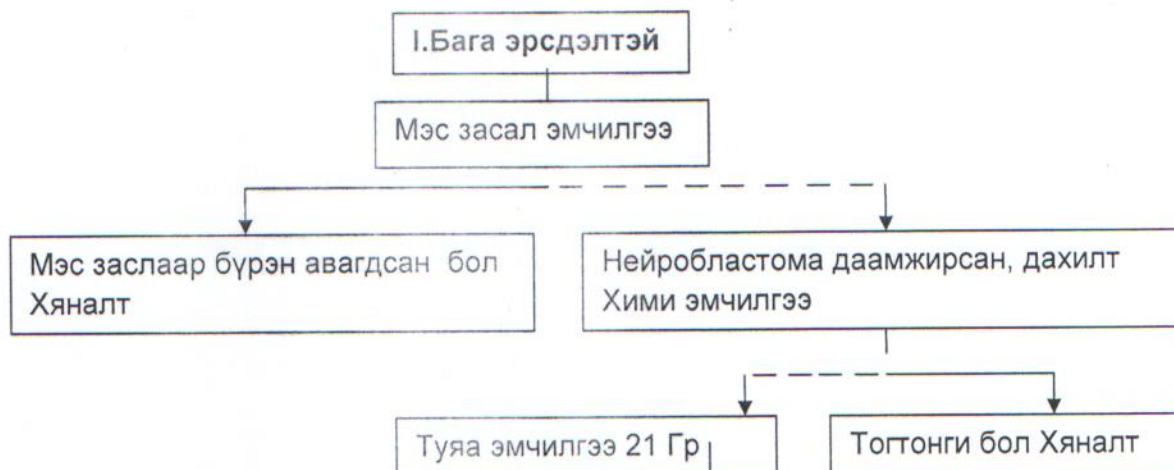 I.Бага эрсдэлтэй
Мэс засал эмчилгээ
Мэс заслаар бүрэн авагдсан бол
Хяналт
Нейробластома даамжирсан, дахилт
Хими эмчилгээ
Туяа эмчилгээ 21 Гр
Тогтонги бол Хяналт